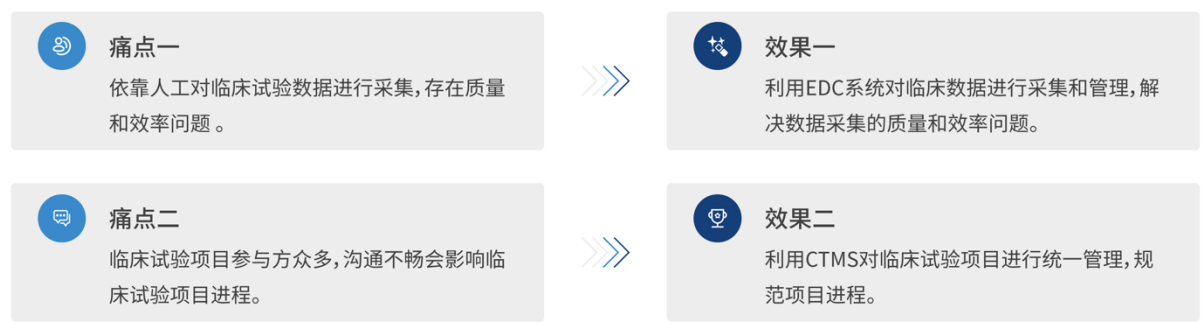 痛点一
依靠人工对临床试验数据进行采集,存在质量
和效率问题 。
效果一
利用EDC系统对临床数据进行采集和管理,解
决数据采集的质量和效率问题。
痛点二
临床试验项目参与方众多,沟通不畅会影响临
床试验项目进程。
效果二
利用CTMS对临床试验项目进行统一管理,规
范项目进程。